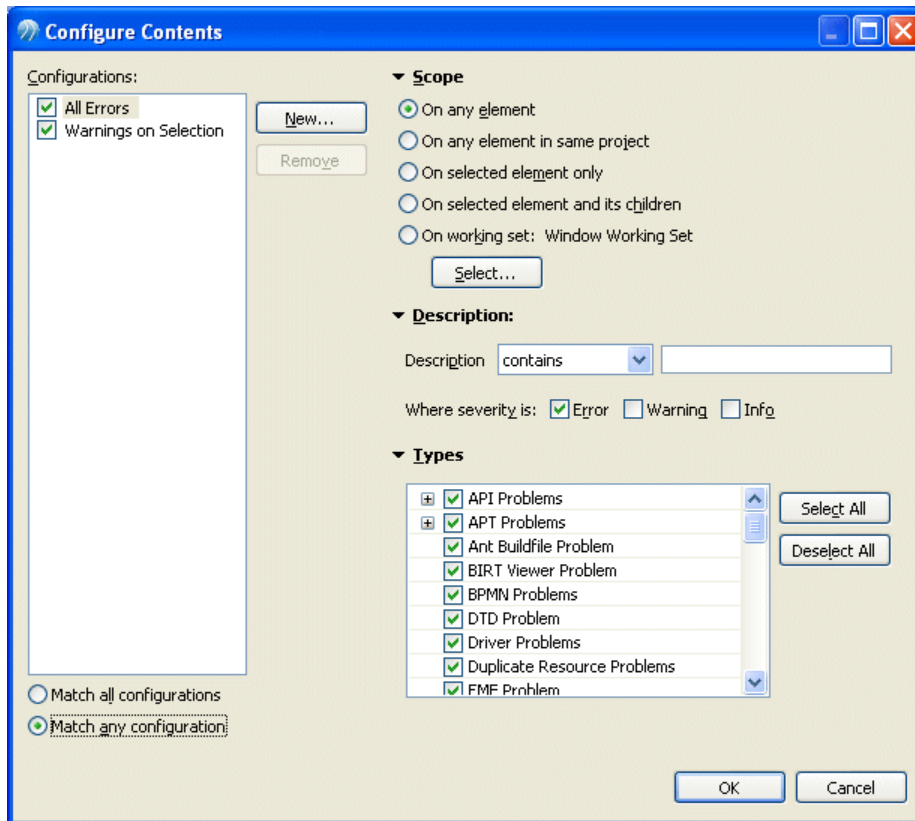 Configure Contents
Configurations:
All Errors
Warnings on Selection
New...
Remove
Match all configurations
Match any configuration
Scope
On any element
On any element in same project
On selected element only
On selected element and its children
On working set: Window Working Set
Select...
Description:
Description contains
Where severity is: Error Warning Info
Types
API Problems
APT Problems
Ant Buildfile Problem
BIRT Viewer Problem
BPMN Problems
DTD Problem
Driver Problems
Duplicate Resource Problems
EMF Problem
Select All
Deselect All
OK
Cancel